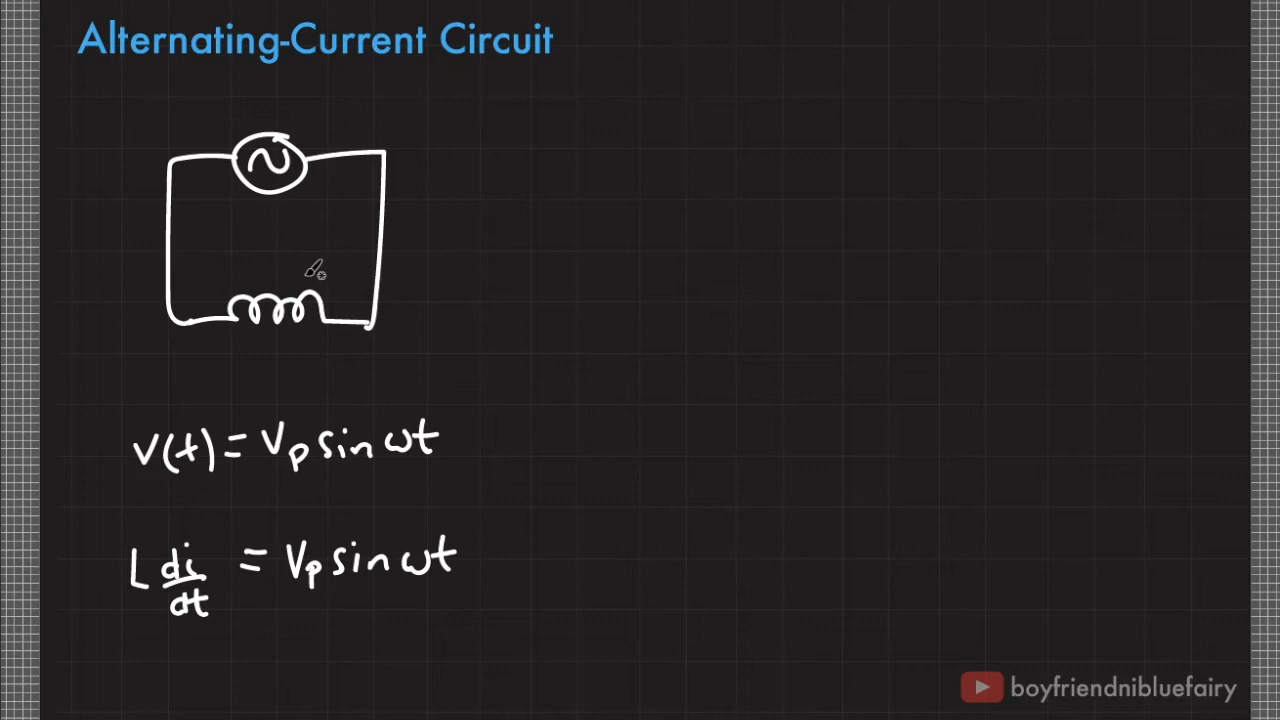 Alternating-Current Circuit
v(t) = Vp sin ωt
L di/dt = Vp sin ωt
boyfriendnibluefairy